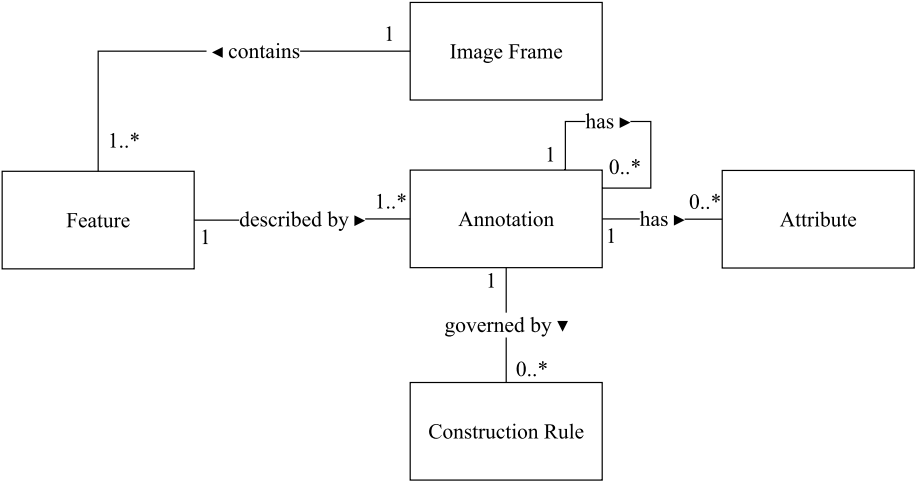 Image Frame
1
◄ contains
1..*
has ►
1
0..*
Feature
1
described by ►
1..*
Annotation
1
has ►
0..*
Attribute
1
governed by ▼
0..*
Construction Rule